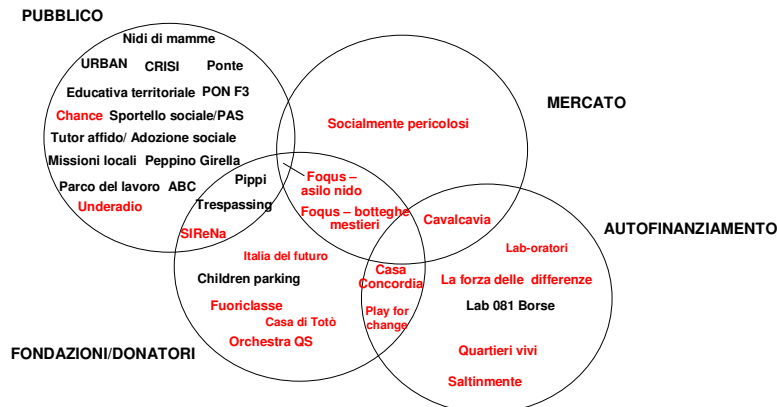 PUBBLICO
Nidi di mamme
URBAN CRISI Ponte
Educativa territoriale PON F3
Chance Sportello sociale/PAS
Tutor affido/ Adozione sociale
Missioni locali Peppino Girella
Parco del lavoro ABC
Underadio
Pippi
Trespassing
SIReNa
MERCATO
Socialmente pericolosi
Foqus –
asilo nido
Foqus – botteghe
mestieri
Cavalcavia
AUTOFINANZIAMENTO
Lab-oratori
La forza delle differenze
Lab 081 Borse
Quartieri vivi
Saltinmente
Casa
Concordia
Play for
change
Italia del futuro
Children parking
Fuoriclasse
Casa di Totò
Orchestra QS
FONDAZIONI/DONATORI